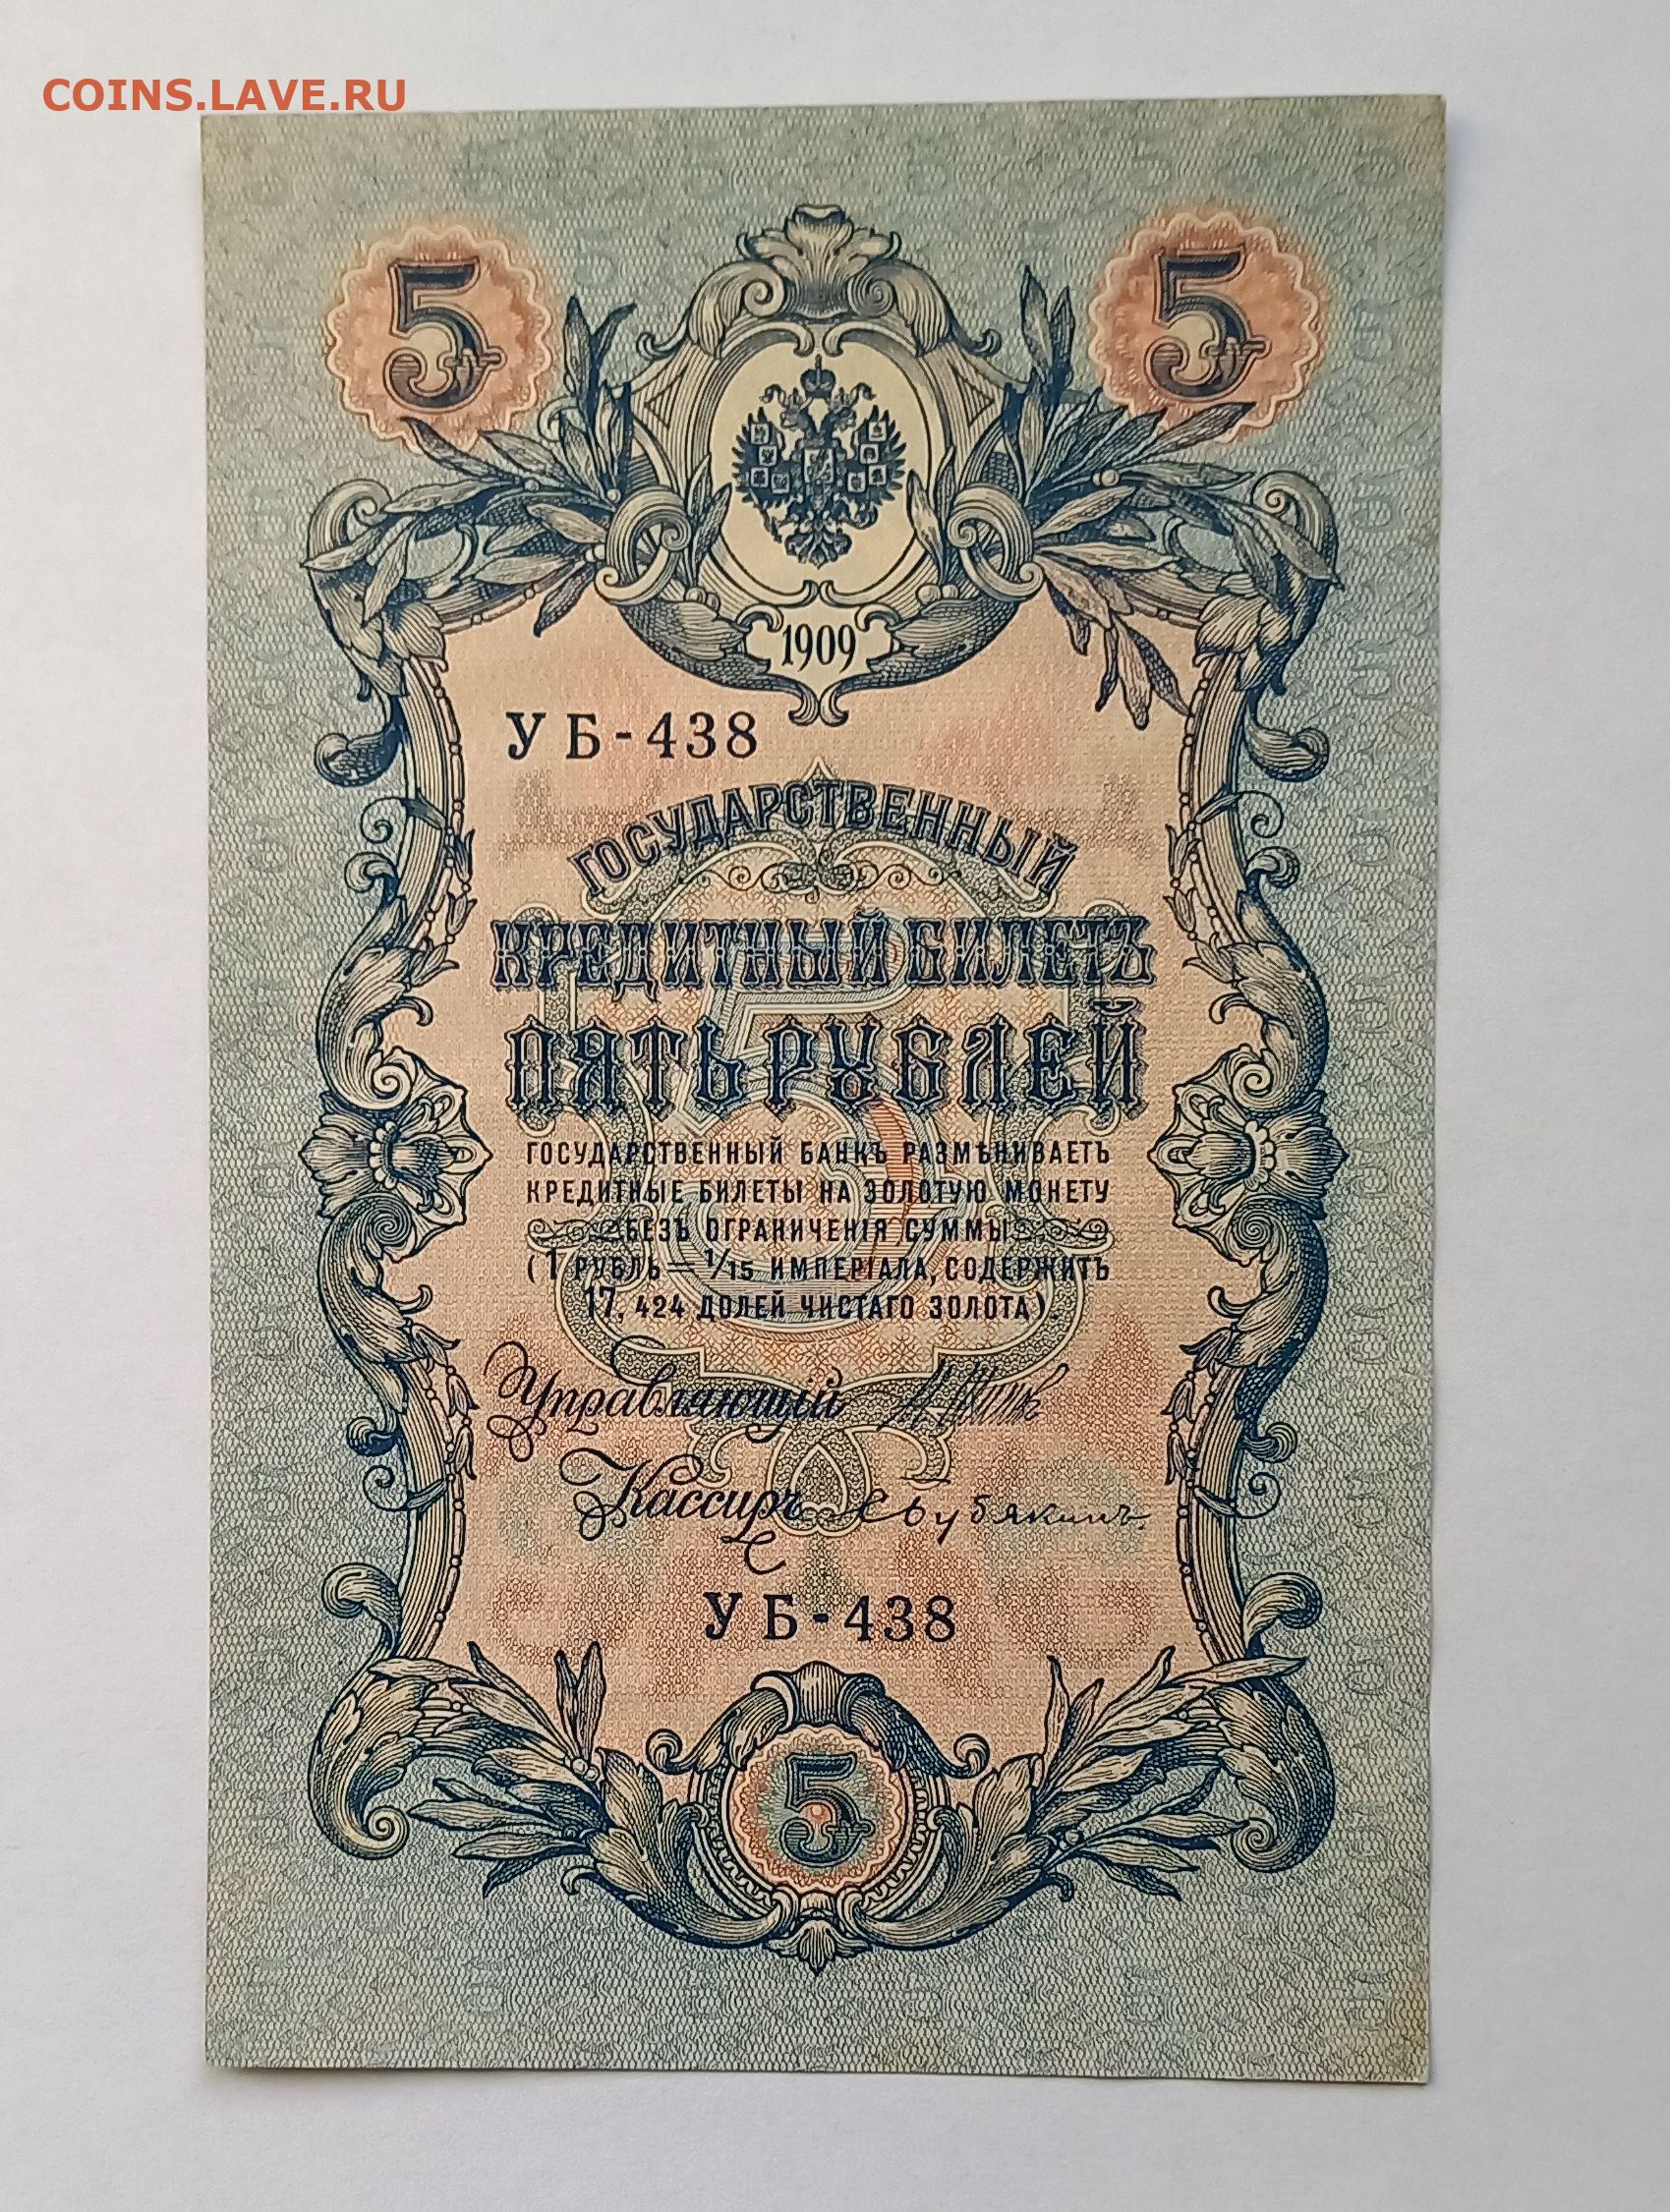 COINS.LAVE.RU
5 5
1909
УБ-438
ГОСУДАРСТВЕННЫЙ
КРЕДИТНЫЙ БИЛЕТЪ
ПЯТЬ РУБЛЕЙ
ГОСУДАРСТВЕННЫЙ БАНКЪ РАЗМѢНИВАЕТЪ
КРЕДИТНЫЕ БИЛЕТЫ НА ЗОЛОТУЮ МОНЕТУ
БЕЗЪ ОГРАНИЧЕНІЯ СУММЫ
(1 РУБЛЬ = 1/15 ИМПЕРІАЛА, СОДЕРЖИТЪ
17,424 ДОЛЕЙ ЧИСТАГО ЗОЛОТА).
Управляющій
Кассиръ С Бубякинъ.
УБ-438
5